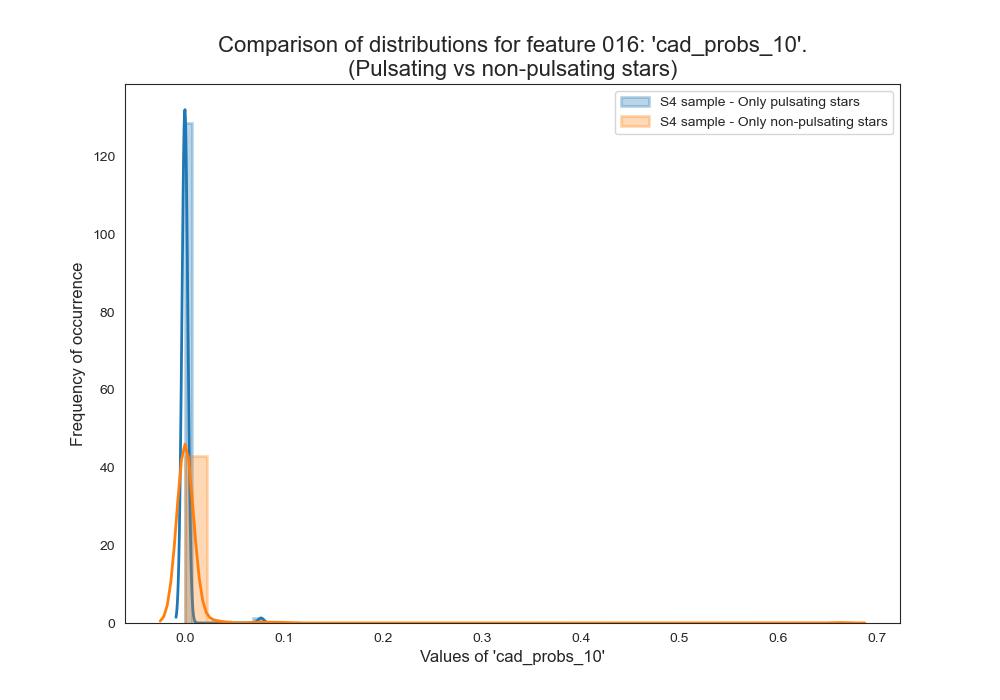 Comparison of distributions for feature 016: 'cad_probs_10'.
(Pulsating vs non-pulsating stars)
S4 sample - Only pulsating stars
S4 sample - Only non-pulsating stars
Frequency of occurrence
120
100
80
60
40
20
0
0.0 0.1 0.2 0.3 0.4 0.5 0.6 0.7
Values of 'cad_probs_10'